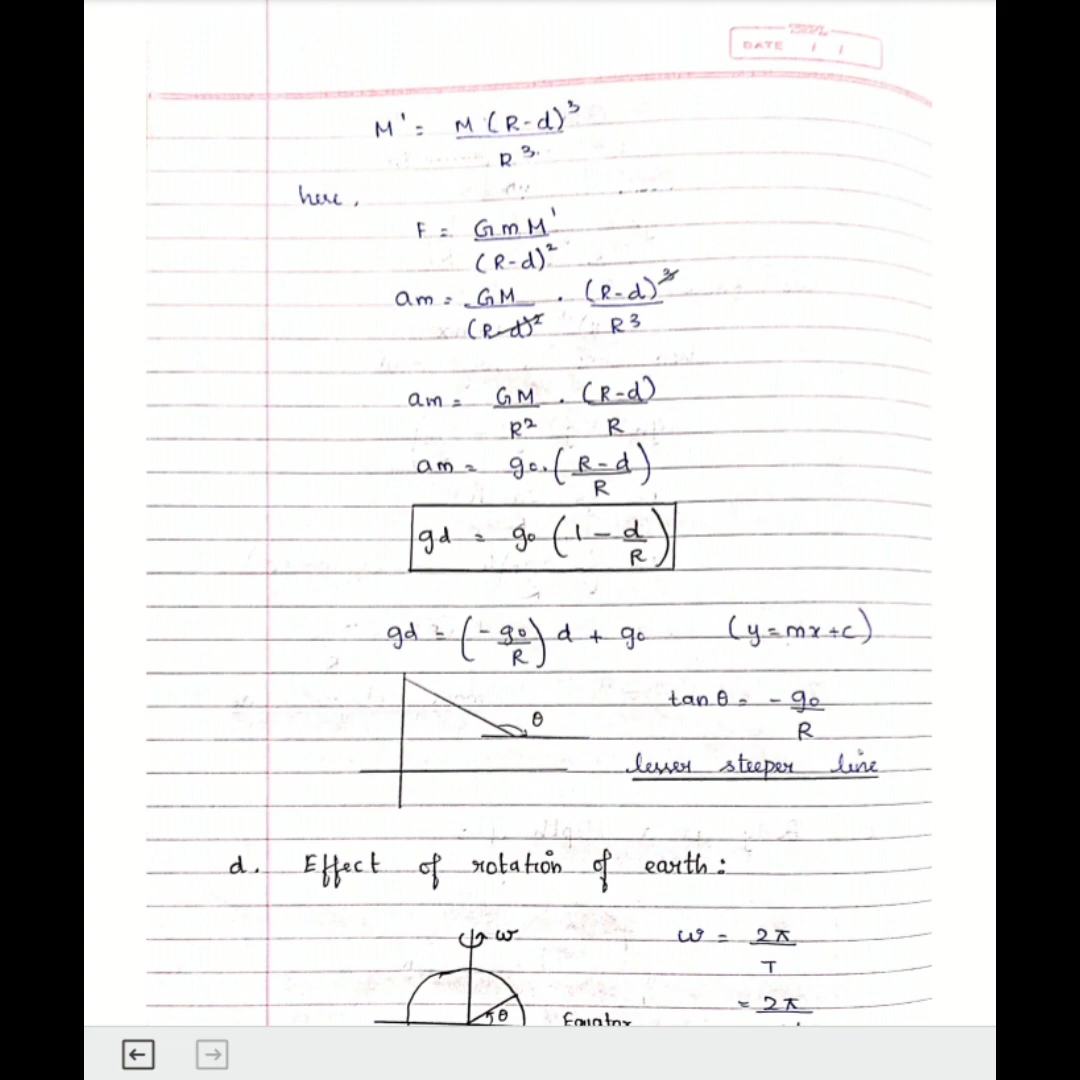 DATE / /
M' = M (R-d)³
R³
here,
F = G m M'
(R-d)²
am = GM . (R-d)³
(R-d)² R³
am = GM . (R-d)
R² R
am = g₀.(R-d)
R
gd = g₀ (1 - d)
R
gd = (-g₀) d + g₀ (y=mx+c)
R
θ
tan θ = - g₀
R
lesser steeper line
d. Effect of rotation of earth :
ω
ω = 2π
T
= 2π
θ
Equator